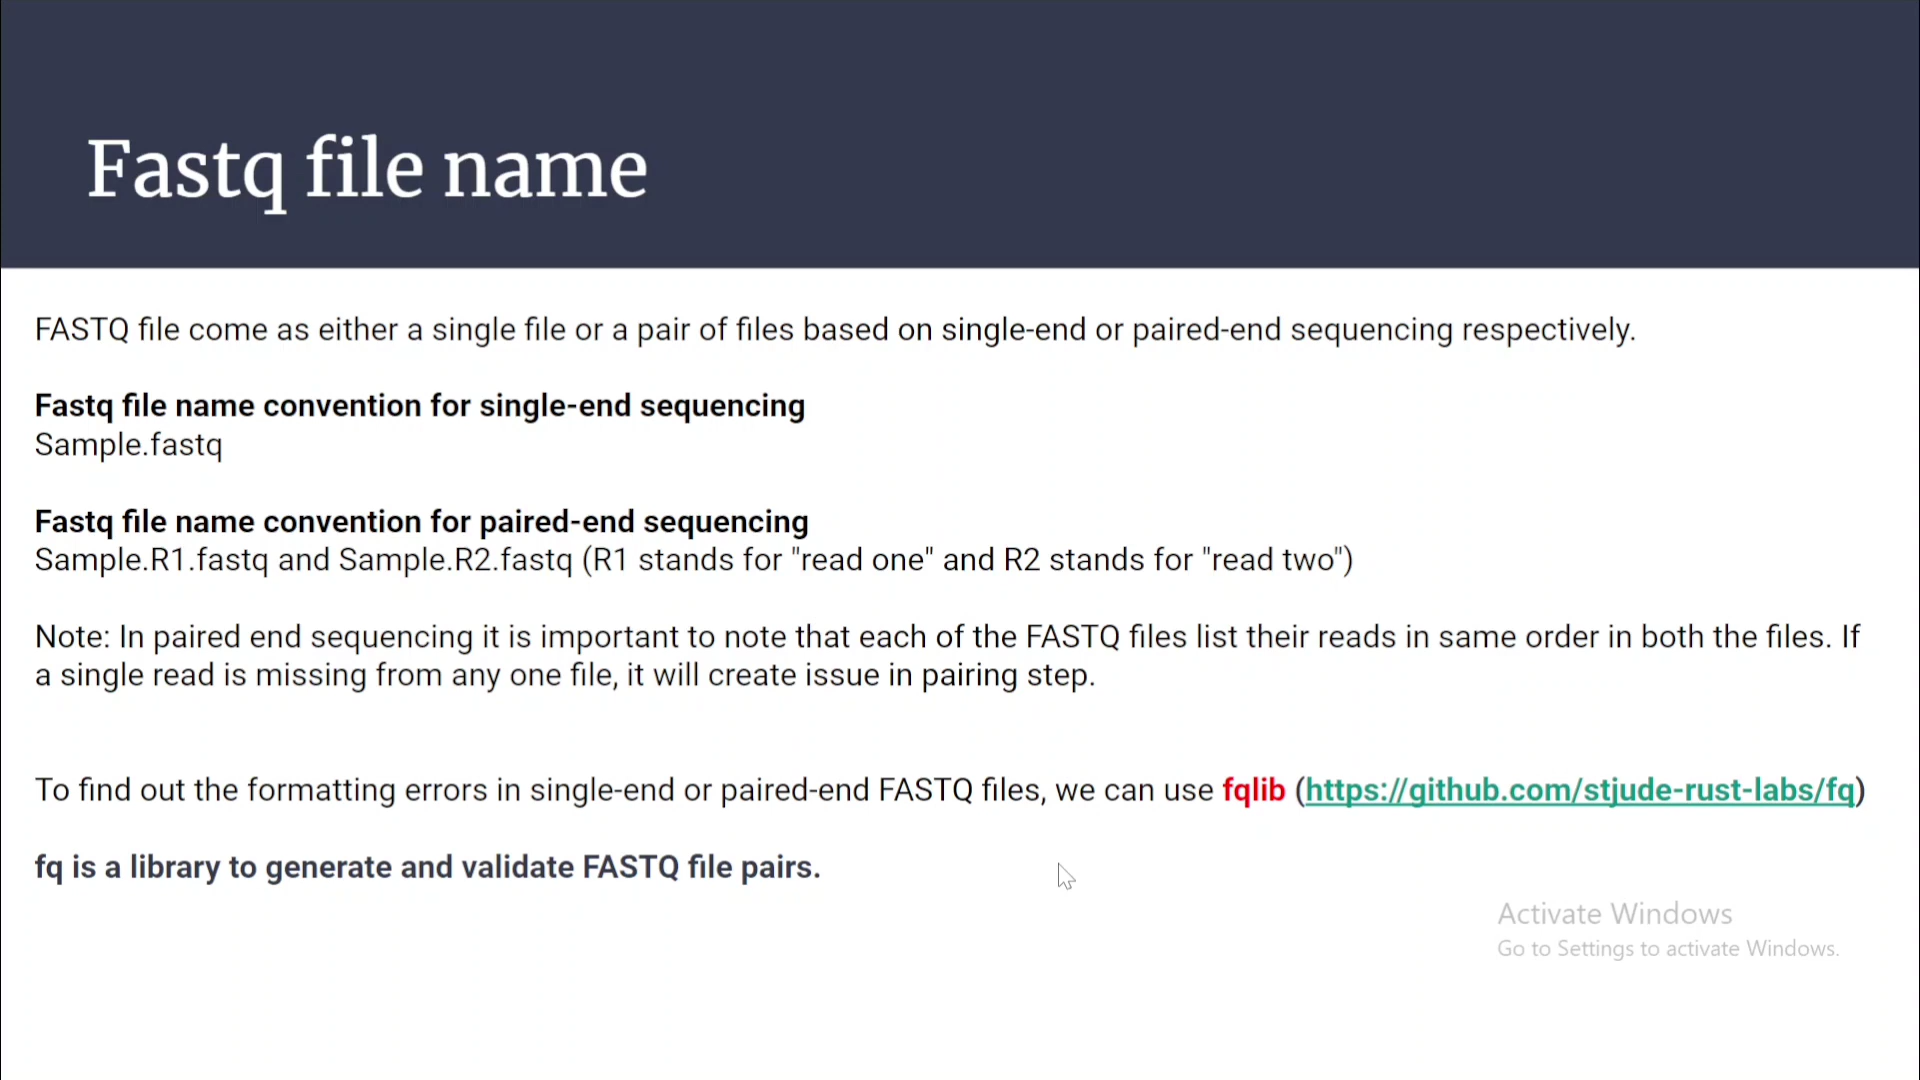 Fastq file name
FASTQ file come as either a single file or a pair of files based on single-end or paired-end sequencing respectively.
Fastq file name convention for single-end sequencing
Sample.fastq
Fastq file name convention for paired-end sequencing
Sample.R1.fastq and Sample.R2.fastq (R1 stands for "read one" and R2 stands for "read two")
Note: In paired end sequencing it is important to note that each of the FASTQ files list their reads in same order in both the files. If
a single read is missing from any one file, it will create issue in pairing step.
To find out the formatting errors in single-end or paired-end FASTQ files, we can use fqlib (https://github.com/stjude-rust-labs/fq)
fq is a library to generate and validate FASTQ file pairs.
Activate Windows
Go to Settings to activate Windows.